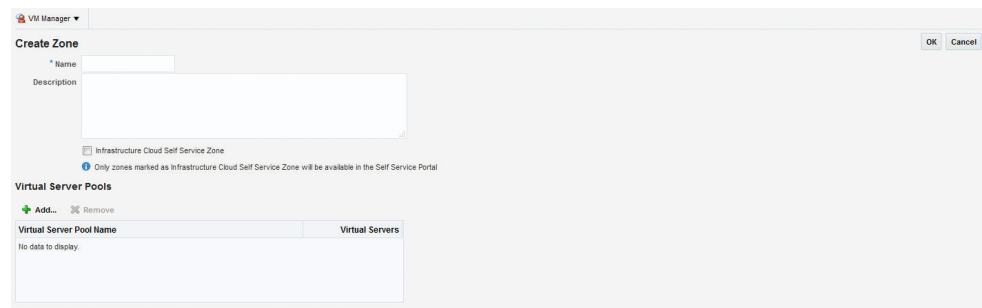 VM Manager
Create Zone
OK Cancel
* Name
Description
Infrastructure Cloud Self Service Zone
Only zones marked as Infrastructure Cloud Self Service Zone will be available in the Self Service Portal
Virtual Server Pools
Add... Remove
Virtual Server Pool Name Virtual Servers
No data to display.